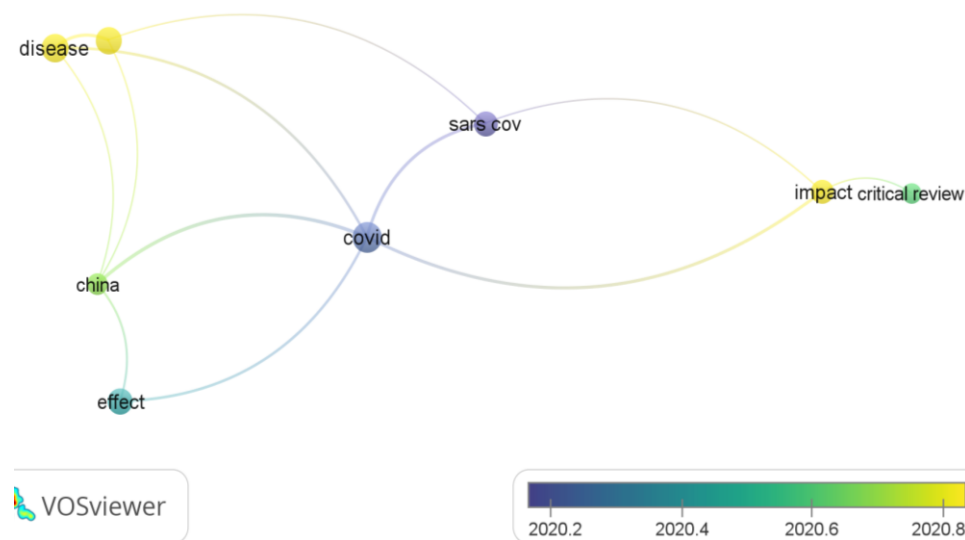 disease
sars cov
impact
critical review
covid
china
effect
VOSviewer
2020.2
2020.4
2020.6
2020.8